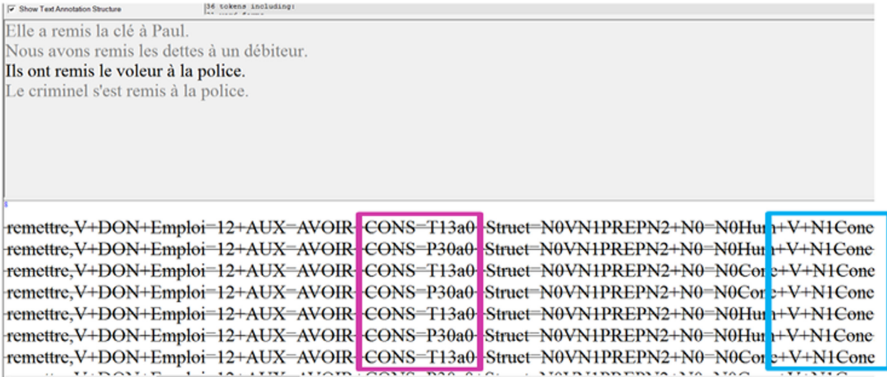 Show Text Annotation Structure
36 tokens including:
Elle a remis la clé à Paul.
Nous avons remis les dettes à un débiteur.
Ils ont remis le voleur à la police.
Le criminel s'est remis à la police.
remettre,V+DON+Emploi=12+AUX=AVOIR+CONS=T13a0+Struct=N0VN1PREPN2+N0=N0Hum+V+N1Conc
remettre,V+DON+Emploi=12+AUX=AVOIR+CONS=P30a0+Struct=N0VN1PREPN2+N0=N0Hum+V+N1Conc
remettre,V+DON+Emploi=12+AUX=AVOIR+CONS=T13a0+Struct=N0VN1PREPN2+N0=N0Conc+V+N1Conc
remettre,V+DON+Emploi=12+AUX=AVOIR+CONS=P30a0+Struct=N0VN1PREPN2+N0=N0Conc+V+N1Conc
remettre,V+DON+Emploi=12+AUX=AVOIR+CONS=T13a0+Struct=N0VN1PREPN2+N0=N0Hum+V+N1Conc
remettre,V+DON+Emploi=12+AUX=AVOIR+CONS=P30a0+Struct=N0VN1PREPN2+N0=N0Hum+V+N1Conc
remettre,V+DON+Emploi=12+AUX=AVOIR+CONS=T13a0+Struct=N0VN1PREPN2+N0=N0Conc+V+N1Conc